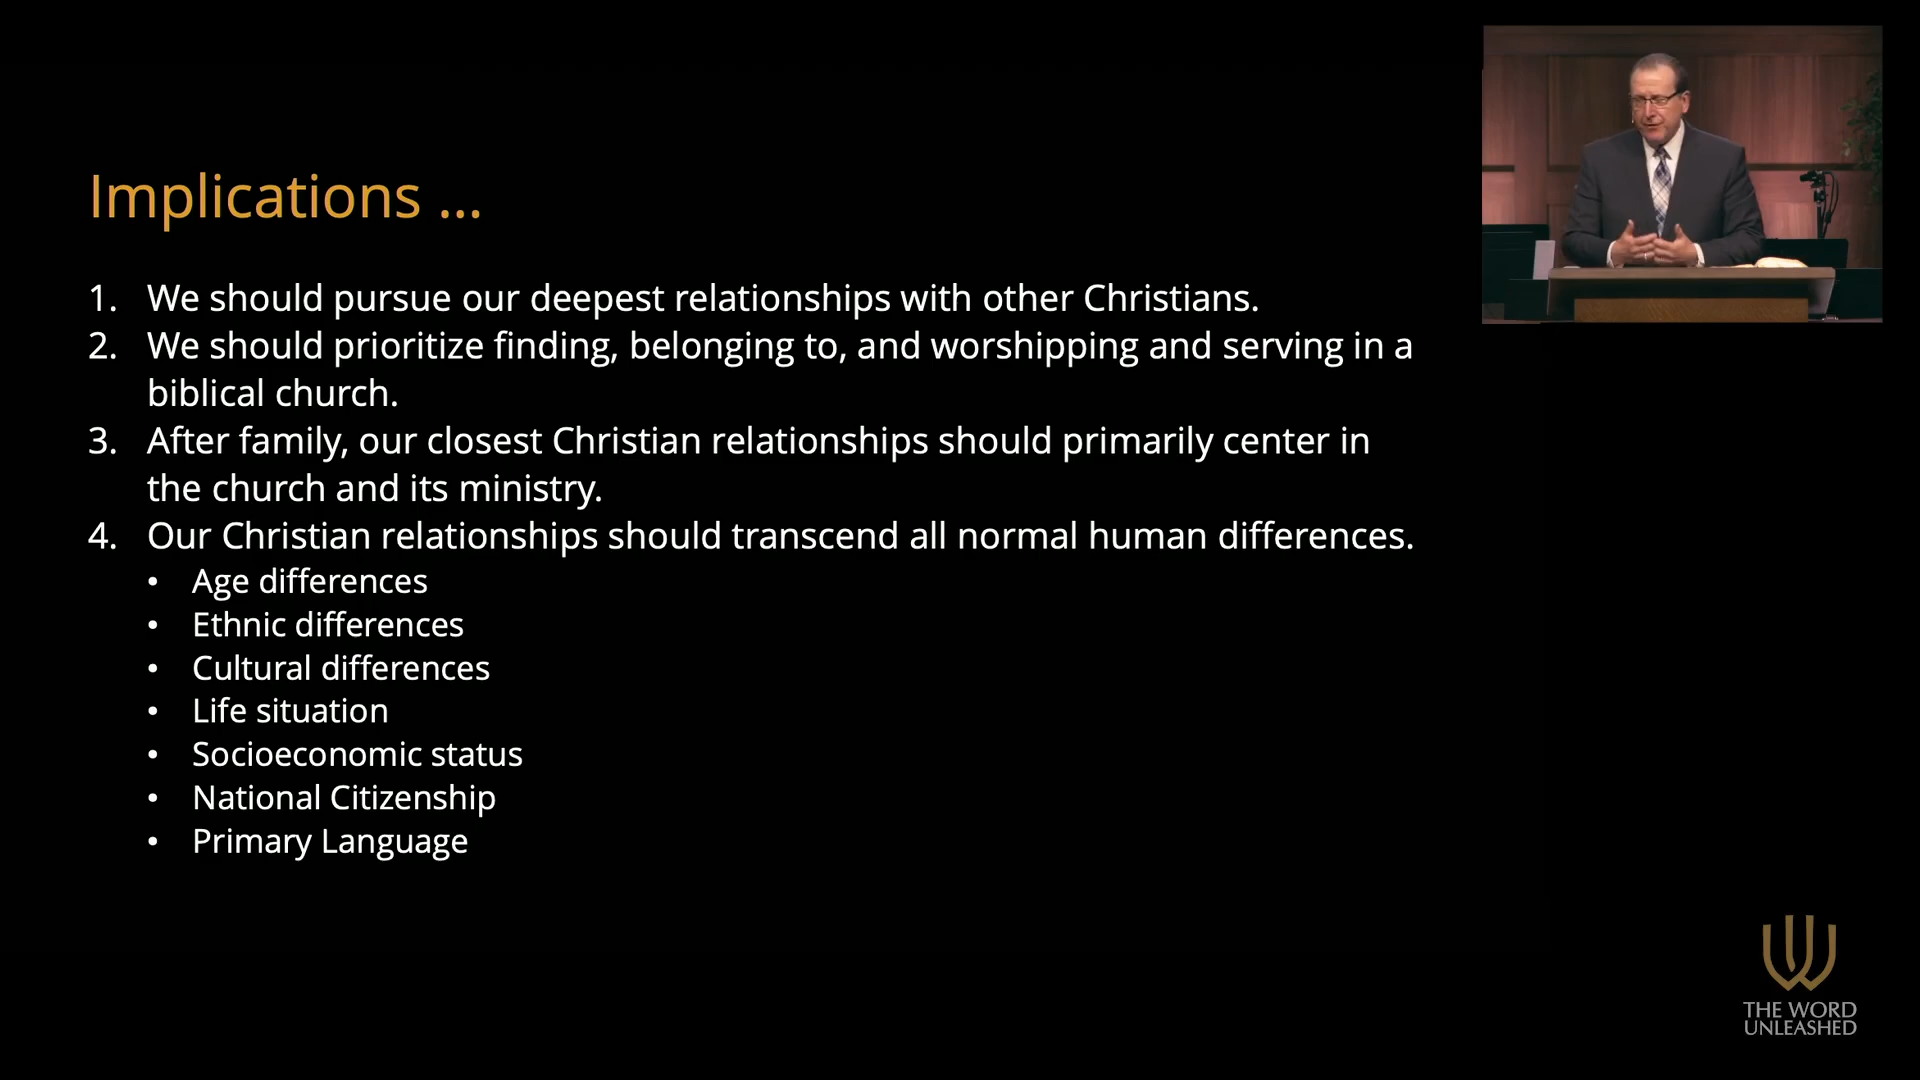 Implications ...
1. We should pursue our deepest relationships with other Christians.
2. We should prioritize finding, belonging to, and worshipping and serving in a
biblical church.
3. After family, our closest Christian relationships should primarily center in
the church and its ministry.
4. Our Christian relationships should transcend all normal human differences.
• Age differences
• Ethnic differences
• Cultural differences
• Life situation
• Socioeconomic status
• National Citizenship
• Primary Language
THE WORD
UNLEASHED